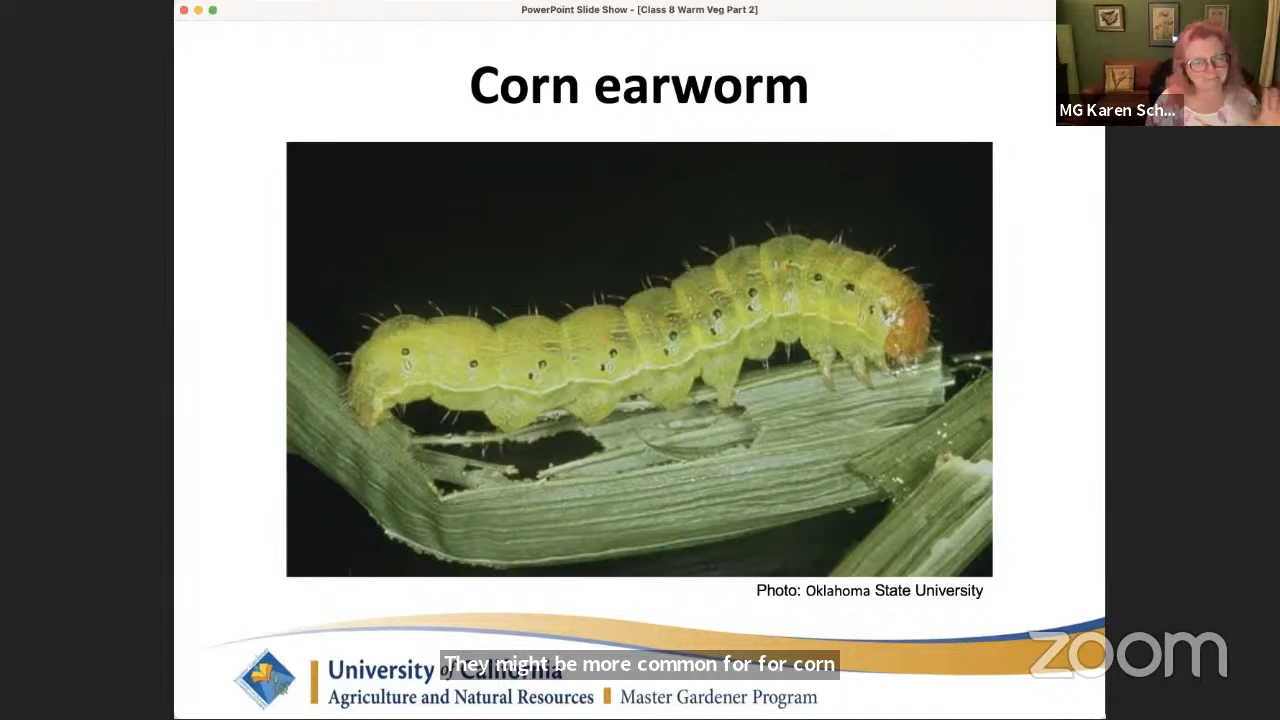 PowerPoint Slide Show - [Class 8 Warm Veg Part 2]
Corn earworm
MG Karen Sch...
Photo: Oklahoma State University
University of California
Agriculture and Natural Resources Master Gardener Program
They might be more common for for corn
zoom